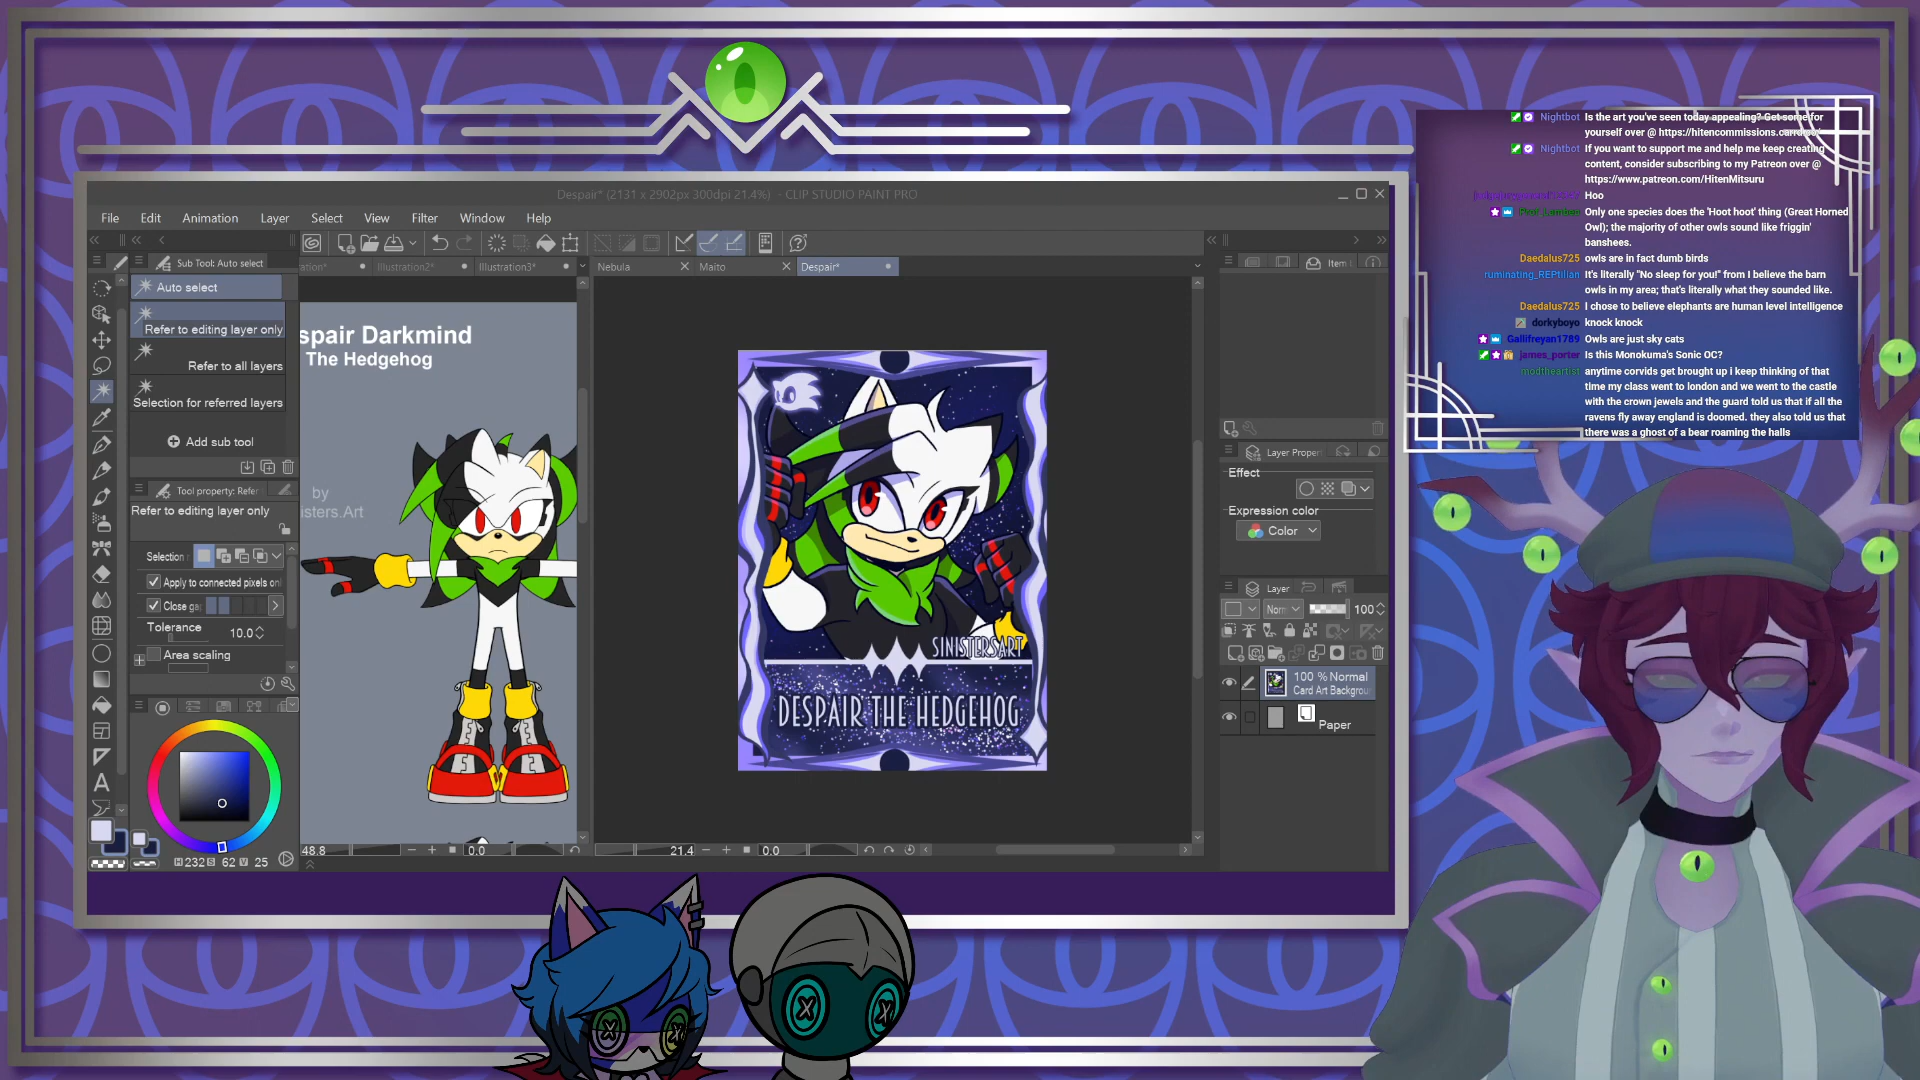 Despair* (2131 x 2902px 300dpi 21.4%) - CLIP STUDIO PAINT PRO
File Edit Animation Layer Select View Filter Window Help
Sub Tool: Auto select
Auto select
Refer to editing layer only
Refer to all layers
Selection for referred layers
Add sub tool
Tool property: Refer
Refer to editing layer only
Selection
Apply to connected pixels onl
Close ga
Tolerance 10.0
Area scaling
H 232 S 62 V 25
Illustration2* Illustration3*
Nebula Maito Despair*
spair Darkmind
The Hedgehog
by
isters.Art
48.8 0.0
SINISTERSART
DESPAIR THE HEDGEHOG
21.4 0.0
Item
Layer Proper
Effect
Expression color
Color
Layer
Norm 100
100 % Normal
Card Art Backgrou
Paper
Nightbot Is the art you've seen today appealing? Get some for
yourself over @
Nightbot If you want to support me and help me keep creating
content, consider subscribing to my Patreon over @
https://www.patreon.com/HitenMitsuru
Hoo
Only one species does the 'Hoot hoot' thing (Great Horned
Owl); the majority of other owls sound like friggin'
banshees.
Daedalus725 owls are in fact dumb birds
ruminating_REPtilian It's literally "No sleep for you!" from I believe the barn
owls in my area; that's literally what they sounded like.
Daedalus725 I chose to believe elephants are human level intelligence
dorkyboyo knock knock
Gallifreyan1789 Owls are just sky cats
james_porter Is this Monokuma's Sonic OC?
modtheartist anytime corvids get brought up i keep thinking of that
time my class went to london and we went to the castle
with the crown jewels and the guard told us that if all the
ravens fly away england is doomed. they also told us that
there was a ghost of a bear roaming the halls